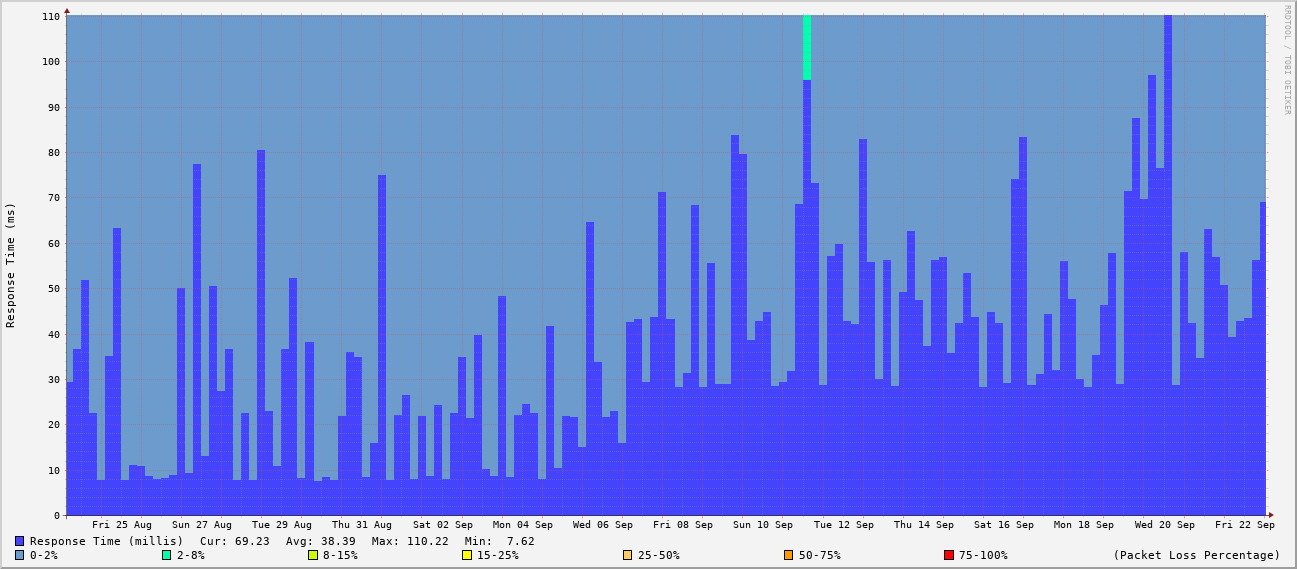 RRDTOOL / TOBI OETIKER
Response Time (ms)
110
100
90
80
70
60
50
40
30
20
10
0
Fri 25 Aug Sun 27 Aug Tue 29 Aug Thu 31 Aug Sat 02 Sep Mon 04 Sep Wed 06 Sep Fri 08 Sep Sun 10 Sep Tue 12 Sep Thu 14 Sep Sat 16 Sep Mon 18 Sep Wed 20 Sep Fri 22 Sep
Response Time (millis) Cur: 69.23 Avg: 38.39 Max: 110.22 Min: 7.62
0-2% 2-8% 8-15% 15-25% 25-50% 50-75% 75-100% (Packet Loss Percentage)